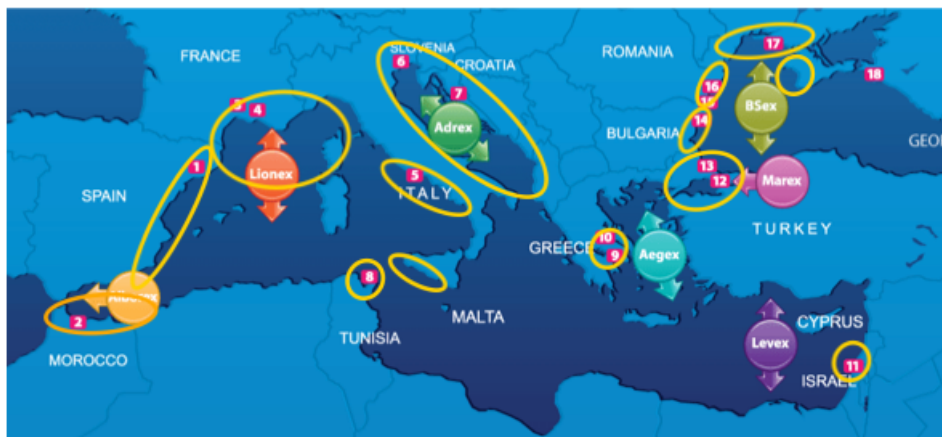 SLOVENIA
FRANCE
ROMANIA
17
6
CROATIA
18
7
16
BSex
4
15
14
Adrex
BULGARIA
GEO
1
Lionex
5
13
12
Marex
SPAIN
ITALY
TURKEY
10
GREECE
9
Aegex
8
2
MALTA
CYPRUS
TUNISIA
Levex
MOROCCO
11
ISRAEL